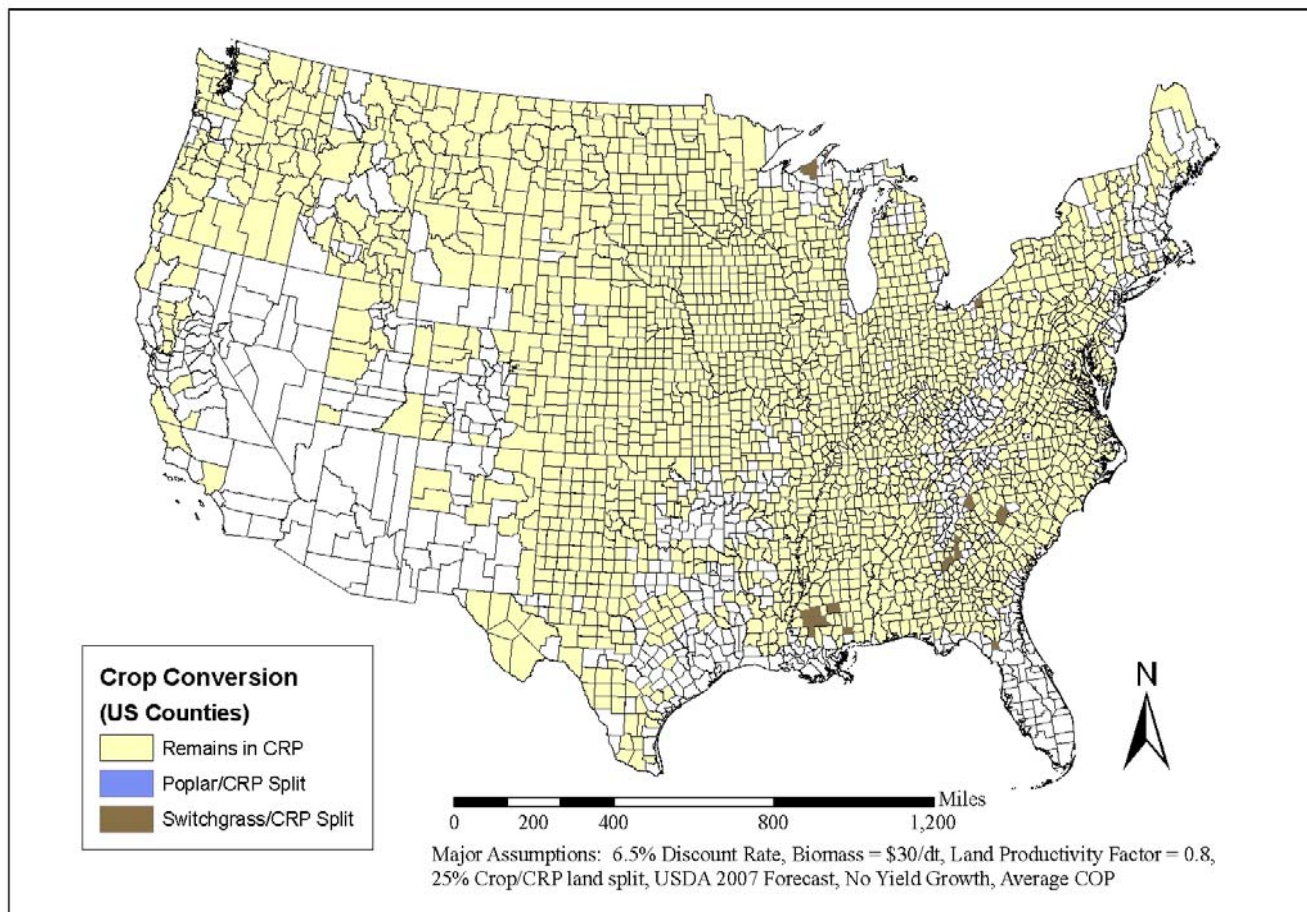 N
Crop Conversion
(US Counties)
Remains in CRP
Poplar/CRP Split
Switchgrass/CRP Split
Miles
0 200 400 800 1,200
Major Assumptions: 6.5% Discount Rate, Biomass = $30/dt, Land Productivity Factor = 0.8,
25% Crop/CRP land split, USDA 2007 Forecast, No Yield Growth, Average COP